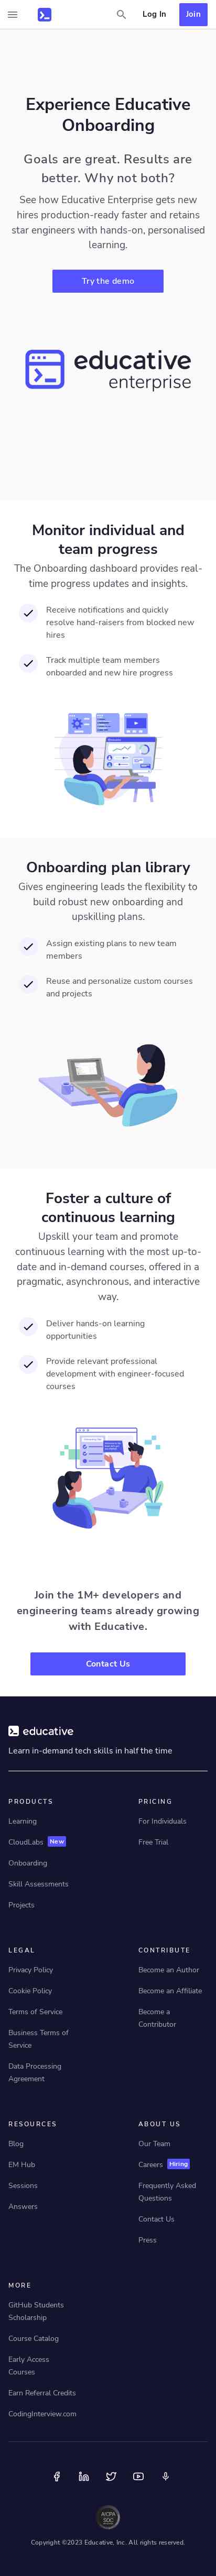 Log In
Join
Experience Educative
Onboarding
Goals are great. Results are
better. Why not both?
See how Educative Enterprise gets new
hires production-ready faster and retains
star engineers with hands-on, personalised
learning.
Try the demo
educative
enterprise
Monitor individual and
team progress
The Onboarding dashboard provides real-
time progress updates and insights.
Receive notifications and quickly
resolve hand-raisers from blocked new
hires
Track multiple team members
onboarded and new hire progress
Onboarding plan library
Gives engineering leads the flexibility to
build robust new onboarding and
upskilling plans.
Assign existing plans to new team
members
Reuse and personalize custom courses
and projects
Foster a culture of
continuous learning
Upskill your team and promote
continuous learning with the most up-to-
date and in-demand courses, offered in a
pragmatic, asynchronous, and interactive
way.
Deliver hands-on learning
opportunities
Provide relevant professional
development with engineer-focused
courses
Join the 1M+ developers and
engineering teams already growing
with Educative.
Contact Us
educative
Learn in-demand tech skills in half the time
PRODUCTS
Learning
CloudLabs New
Onboarding
Skill Assessments
Projects
PRICING
For Individuals
Free Trial
LEGAL
Privacy Policy
Cookie Policy
Terms of Service
Business Terms of
Service
Data Processing
Agreement
CONTRIBUTE
Become an Author
Become an Affiliate
Become a
Contributor
RESOURCES
Blog
EM Hub
Sessions
Answers
ABOUT US
Our Team
Careers Hiring
Frequently Asked
Questions
Contact Us
Press
MORE
GitHub Students
Scholarship
Course Catalog
Early Access
Courses
Earn Referral Credits
CodingInterview.com
AICPA
SOC
Copyright ©2023 Educative, Inc. All rights reserved.